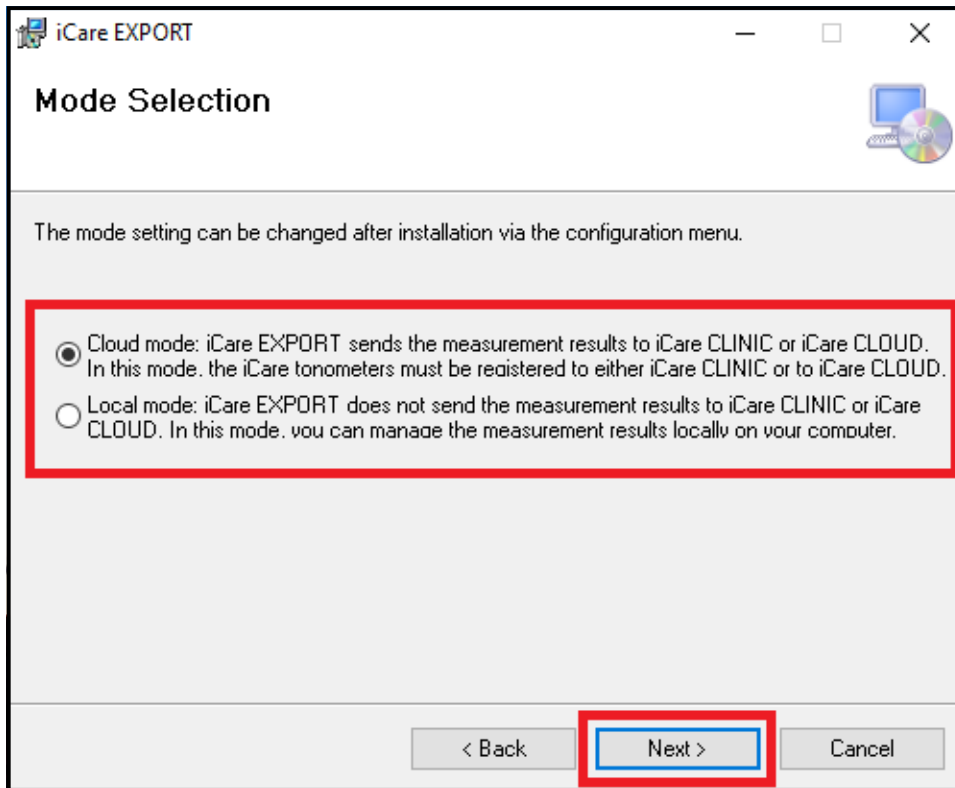 iCare EXPORT
Mode Selection
The mode setting can be changed after installation via the configuration menu.
Cloud mode: iCare EXPORT sends the measurement results to iCare CLINIC or iCare CLOUD.
In this mode, the iCare tonometers must be registered to either iCare CLINIC or to iCare CLOUD.
Local mode: iCare EXPORT does not send the measurement results to iCare CLINIC or iCare
CLOUD. In this mode, you can manage the measurement results locally on your computer.
< Back
Next >
Cancel